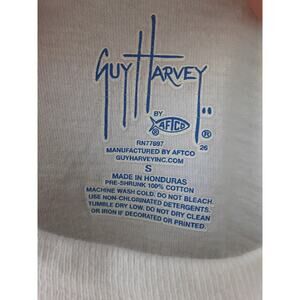 GUY HARVEY
BY
AFTCO
®
26
RN77697
MANUFACTURED BY AFTCO
GUYHARVEYINC.COM
S
MADE IN HONDURAS
PRE-SHRUNK 100% COTTON
MACHINE WASH COLD. DO NOT BLEACH.
USE NON-CHLORINATED DETERGENTS.
TUMBLE DRY LOW. DO NOT DRY CLEAN
OR IRON IF DECORATED OR PRINTED.